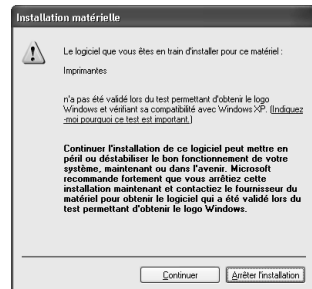 Installation matérielle
Le logiciel que vous êtes en train d'installer pour ce matériel :
Imprimantes
n'a pas été validé lors du test permettant d'obtenir le logo
Windows et vérifiant sa compatibilité avec Windows XP. (Indiquez
-moi pourquoi ce test est important.)
Continuer l'installation de ce logiciel peut mettre en
péril ou déstabiliser le bon fonctionnement de votre
système, maintenant ou dans l'avenir. Microsoft
recommande fortement que vous arrêtiez cette
installation maintenant et contactiez le fournisseur du
matériel pour obtenir le logiciel qui a été validé lors du
test permettant d'obtenir le logo Windows.
Continuer
Arrêter l'installation